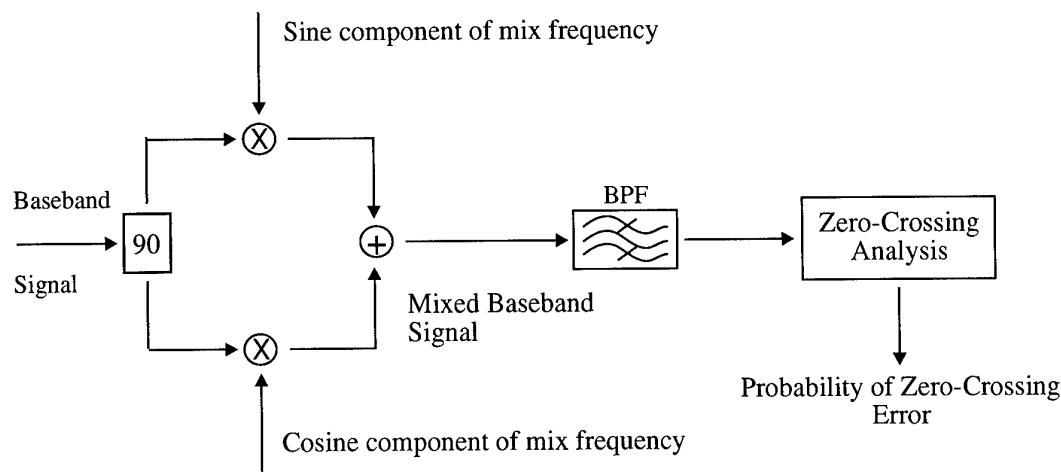 Sine component of mix frequency
X
BPF
Baseband
90
Signal
+
Zero-Crossing
Analysis
Mixed Baseband
Signal
X
Probability of Zero-Crossing
Error
Cosine component of mix frequency